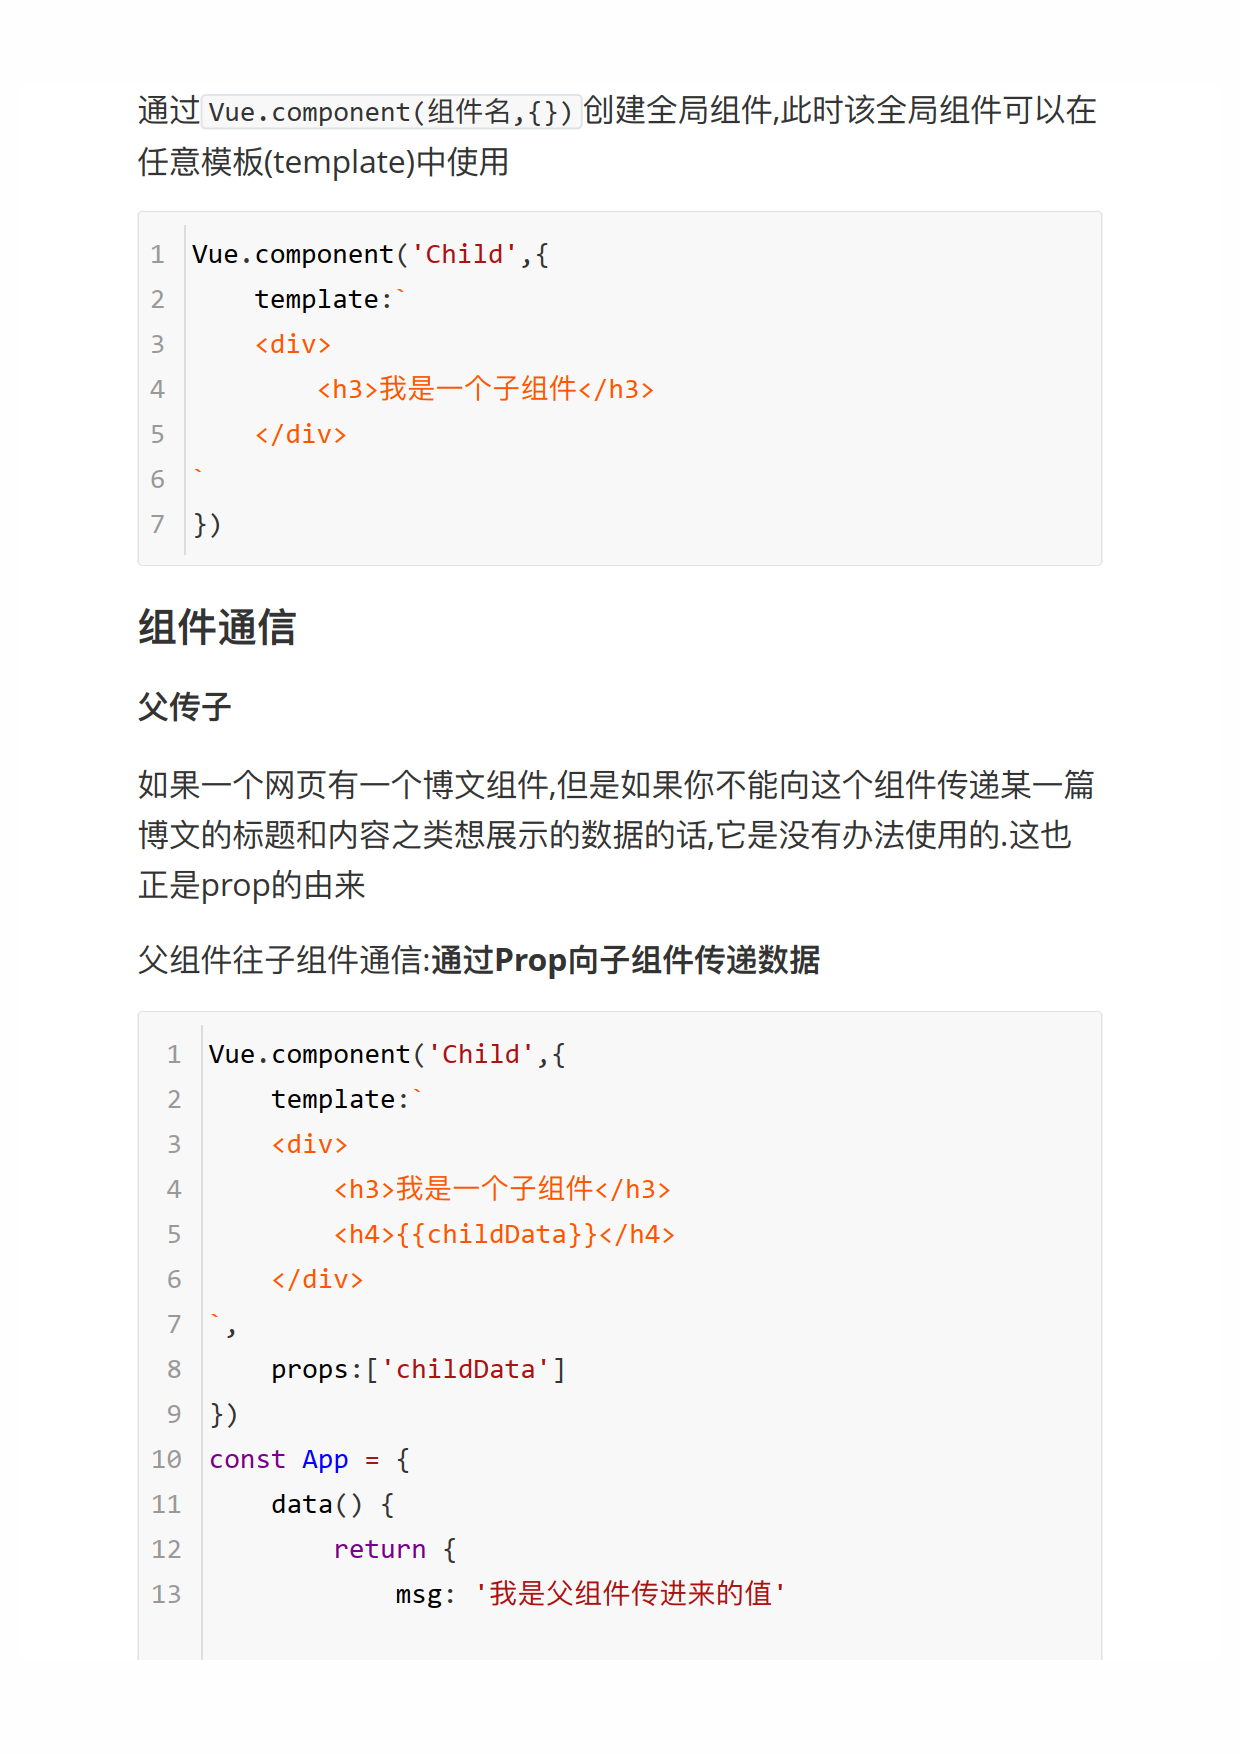 通过Vue.component(组件名,{})创建全局组件,此时该全局组件可以在
任意模板(template)中使用
1 Vue.component('Child',{
2     template:`
3     <div>
4         <h3>我是一个子组件</h3>
5     </div>
6 `
7 })
组件通信
父传子
如果一个网页有一个博文组件,但是如果你不能向这个组件传递某一篇
博文的标题和内容之类想展示的数据的话,它是没有办法使用的.这也
正是prop的由来
父组件往子组件通信:通过Prop向子组件传递数据
1 Vue.component('Child',{
2     template:`
3     <div>
4         <h3>我是一个子组件</h3>
5         <h4>{{childData}}</h4>
6     </div>
7 `,
8     props:['childData']
9 })
10 const App = {
11     data() {
12         return {
13             msg: '我是父组件传进来的值'